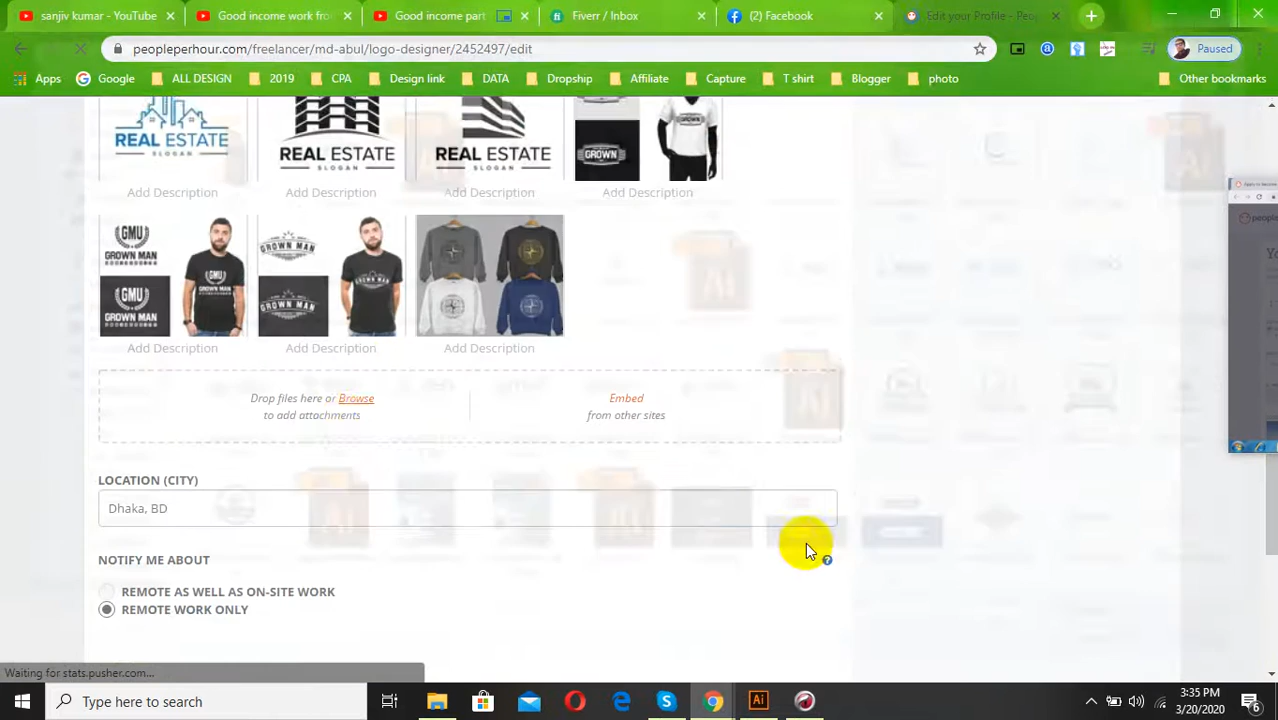 sanjiv kumar - YouTube
Good income work fro
Good income part
Fiverr / Inbox
Facebook
Edit your Profile - Peop
peopleperhour.com/freelancer/md-abul/logo-designer/2452497/edit
Paused
Apps
Google
ALL DESIGN
2019
CPA
Design link
DATA
Dropship
Affiliate
Capture
T shirt
Blogger
photo
Other bookmarks
REAL ESTATE
SLOGAN
REAL ESTATE
SLOGAN
REAL ESTATE
SLOGAN
GROWN
Add Description
Add Description
Add Description
Add Description
GMU
GROWN MAN
GMU
GROWN MAN
GROWN MAN
GROWN MAN
Add Description
Add Description
Add Description
Drop files here or Browse
to add attachments
Embed
from other sites
LOCATION (CITY)
Dhaka, BD
NOTIFY ME ABOUT
REMOTE AS WELL AS ON-SITE WORK
REMOTE WORK ONLY
Waiting for stats.pusher.com...
Type here to search
Ai
3:35 PM
3/20/2020
6